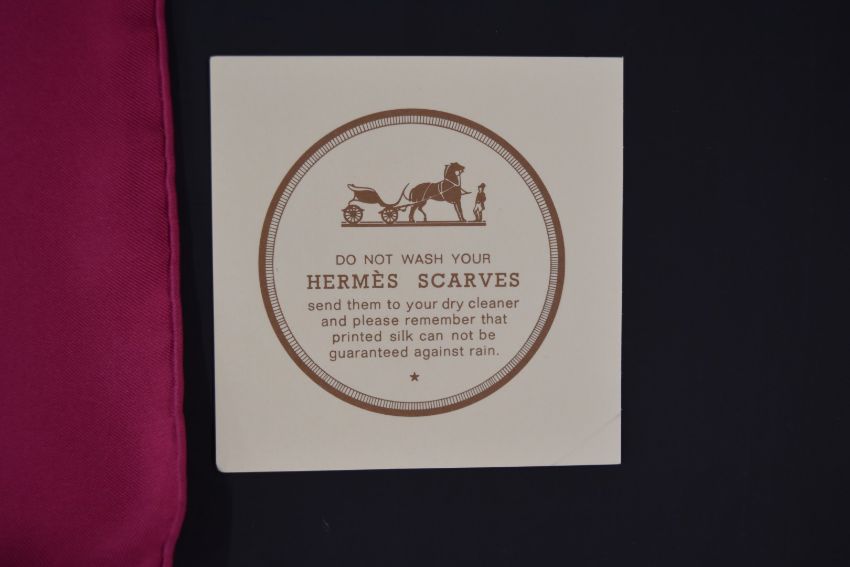 DO NOT WASH YOUR
HERMÈS SCARVES
send them to your dry cleaner
and please remember that
printed silk can not be
guaranteed against rain.